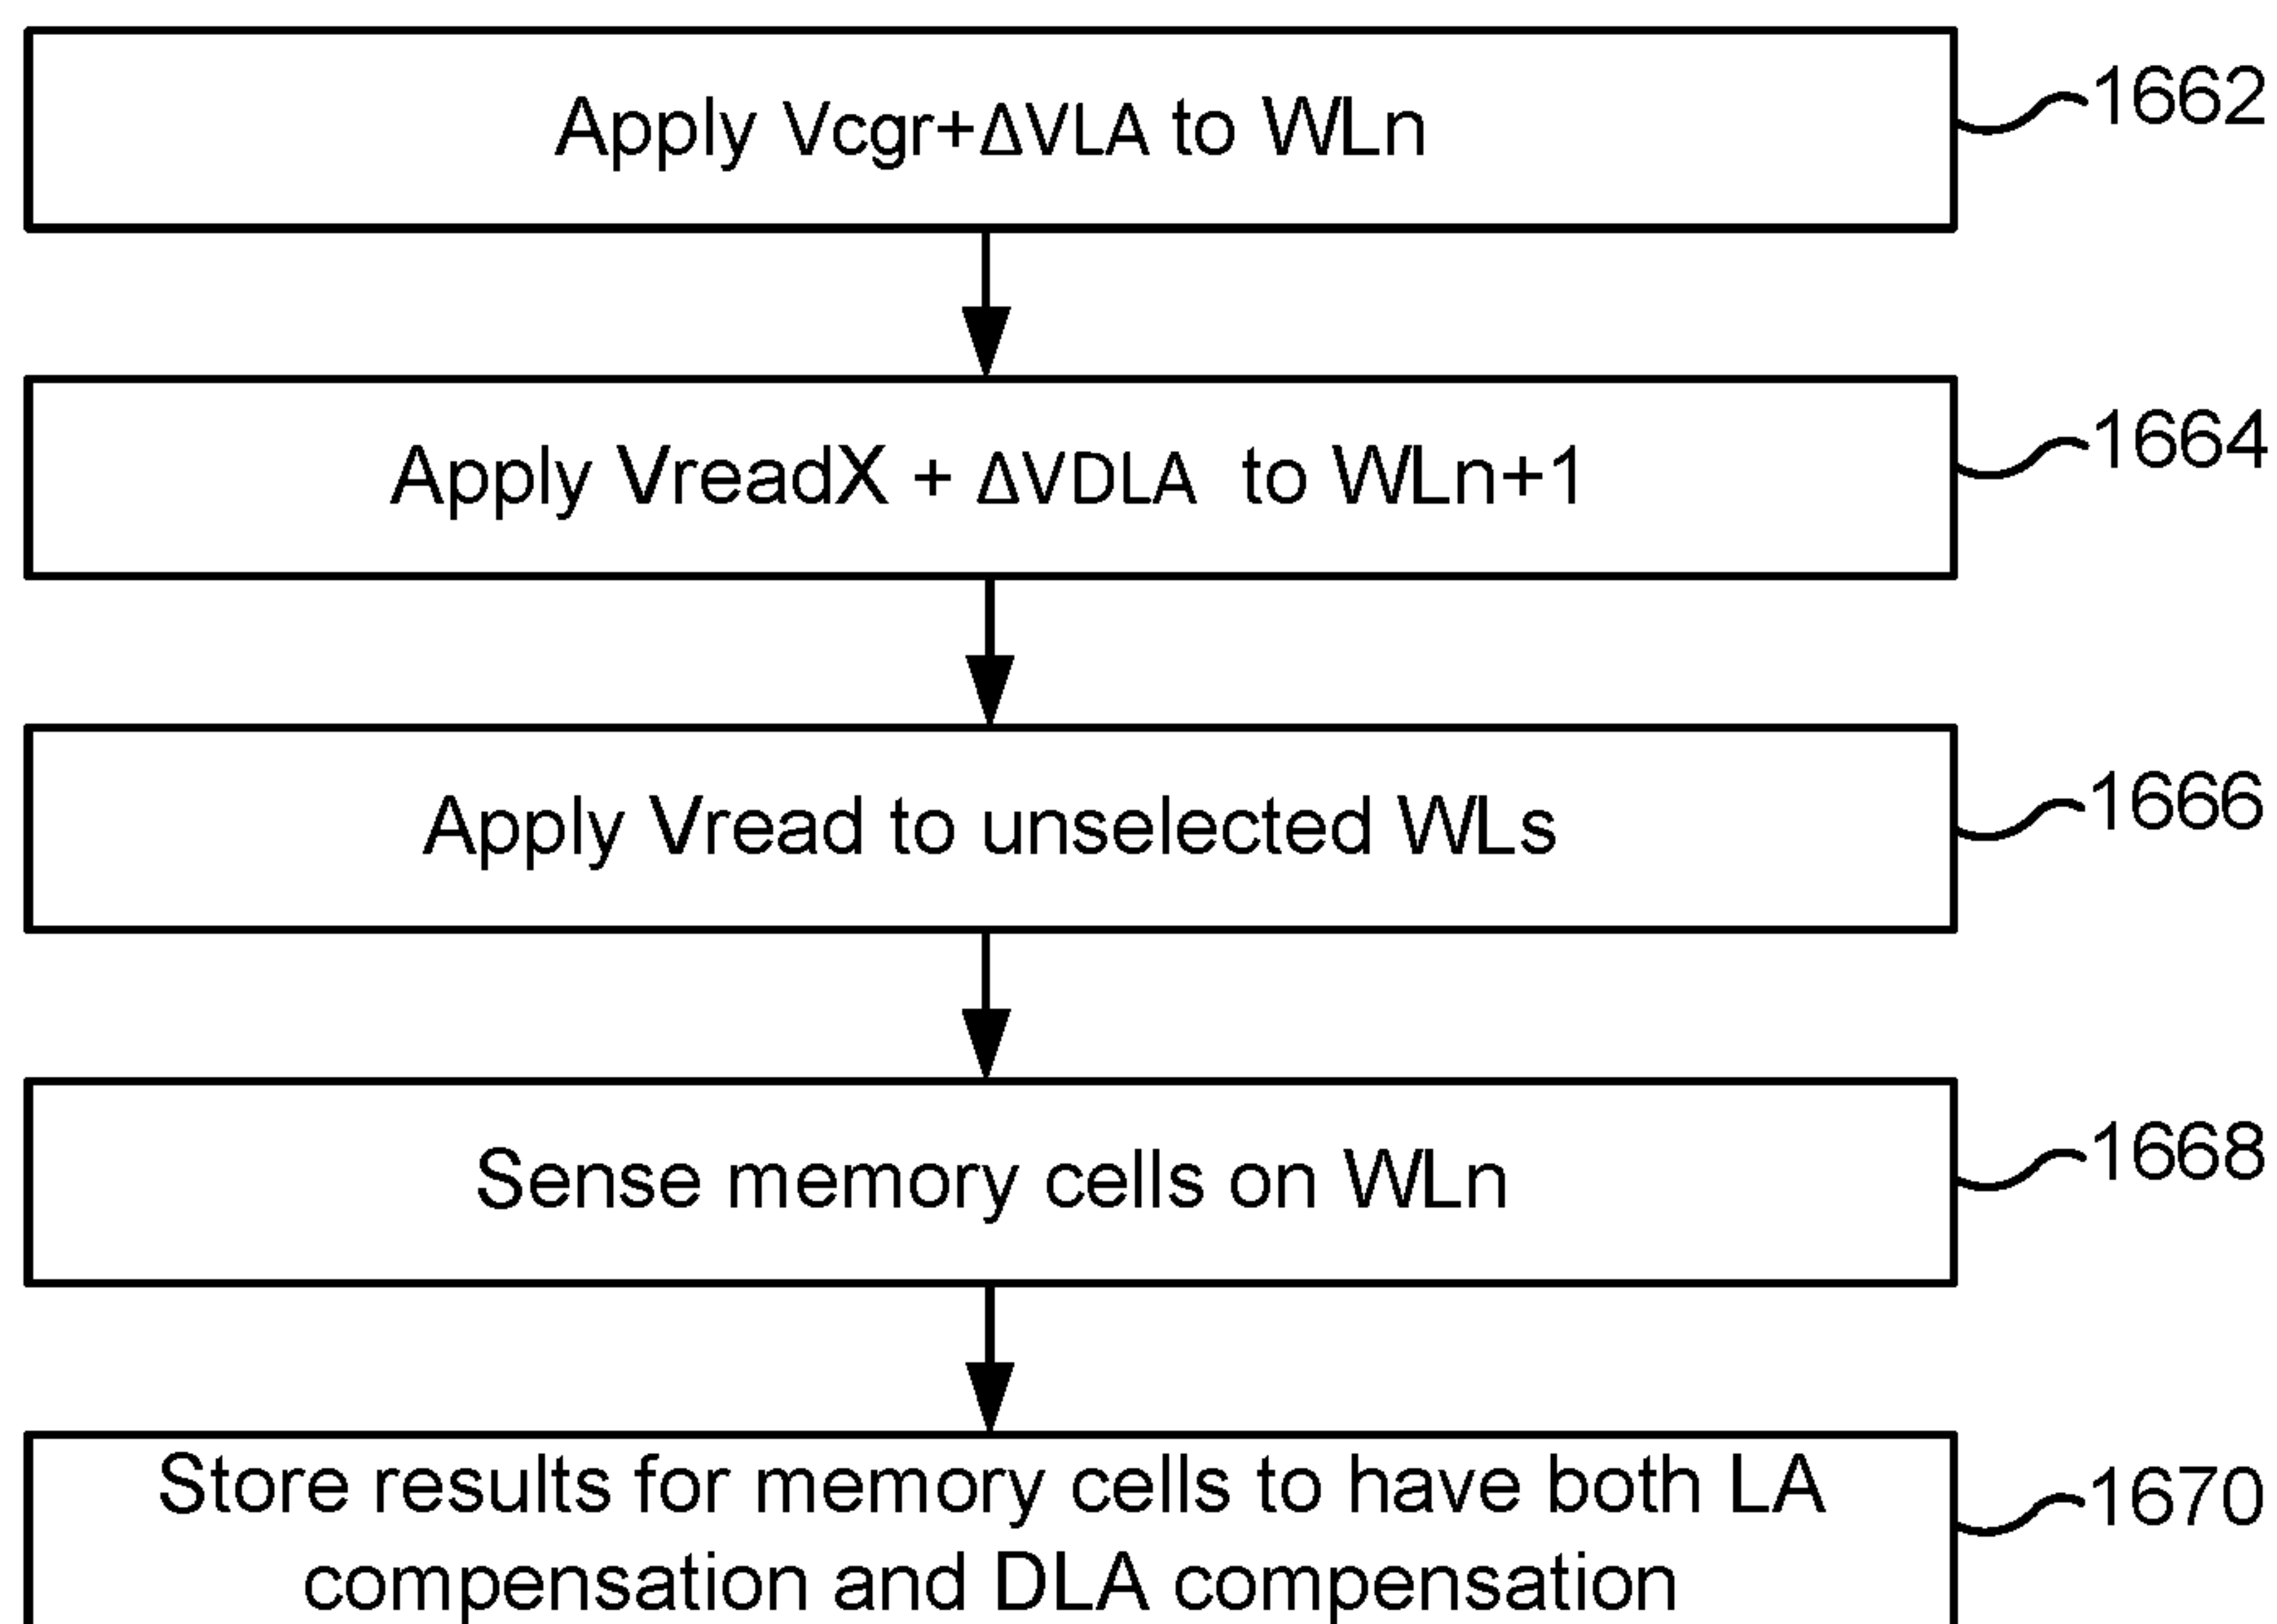 Apply Vcgr+ΔVLA to WLn
1662
Apply VreadX + ΔVDLA to WLn+1
1664
Apply Vread to unselected WLs
1666
Sense memory cells on WLn
1668
Store results for memory cells to have both LA
compensation and DLA compensation
1670